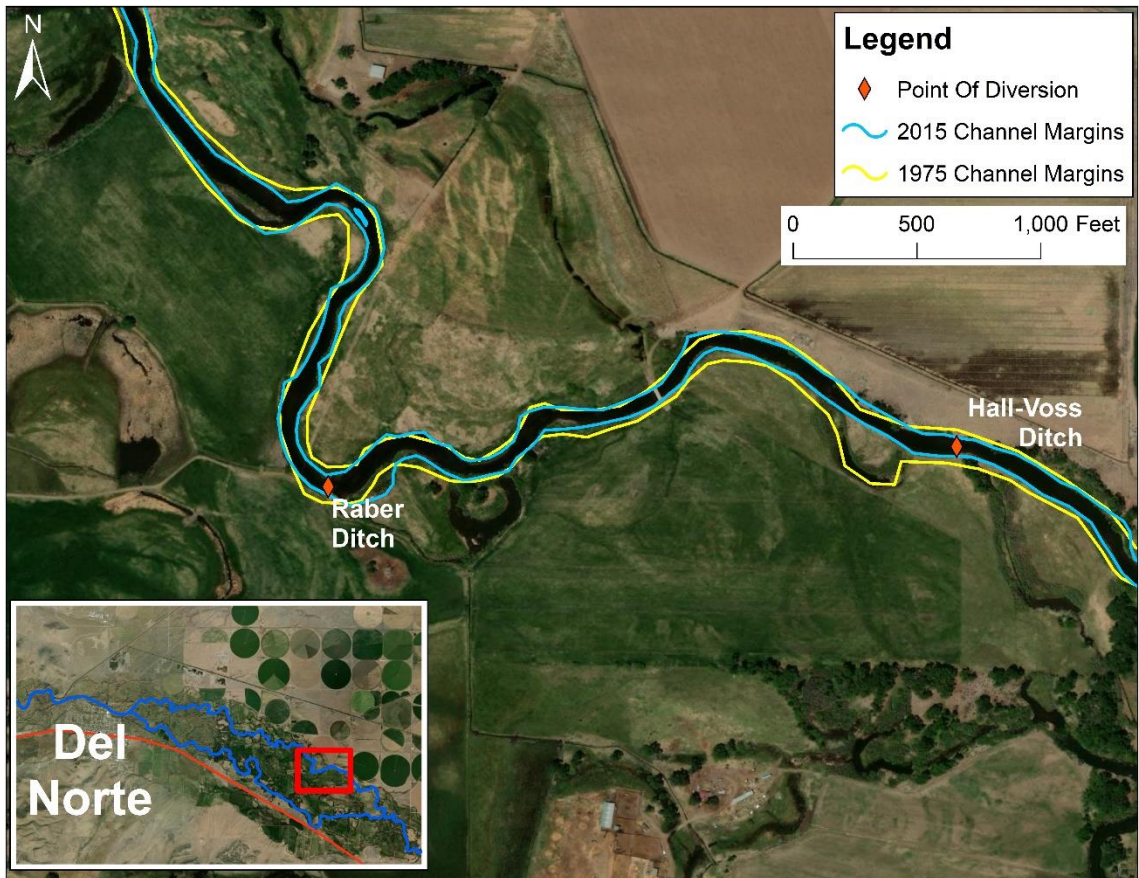 N
Legend
Point Of Diversion
2015 Channel Margins
1975 Channel Margins
0 500 1,000 Feet
Hall-Voss
Ditch
Raber
Ditch
Del
Norte